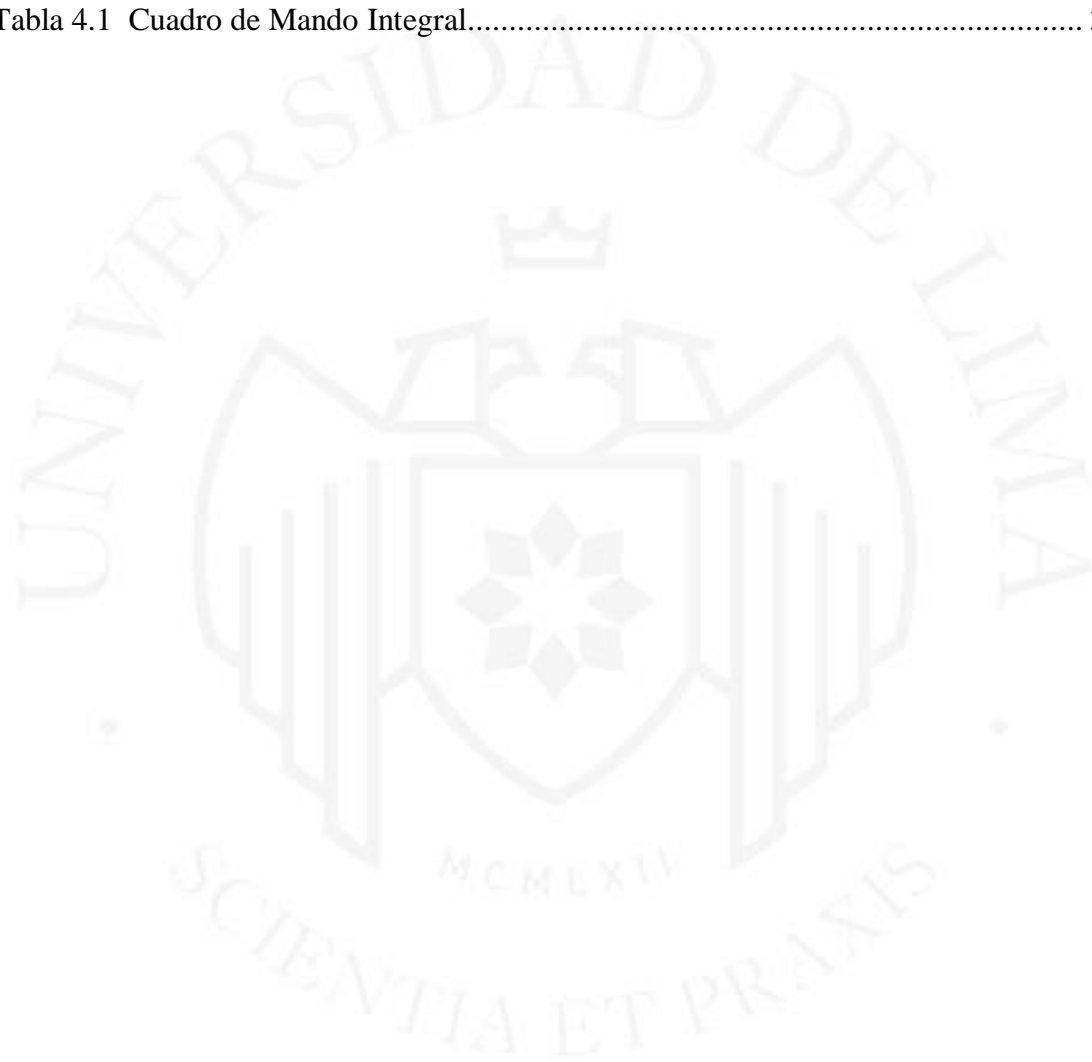 Tabla 4.1 Cuadro de Mando Integral..........................................................................
UNIVERSIDAD DE LIMA
MCMLXII
SCIENTIA ET PRAXIS